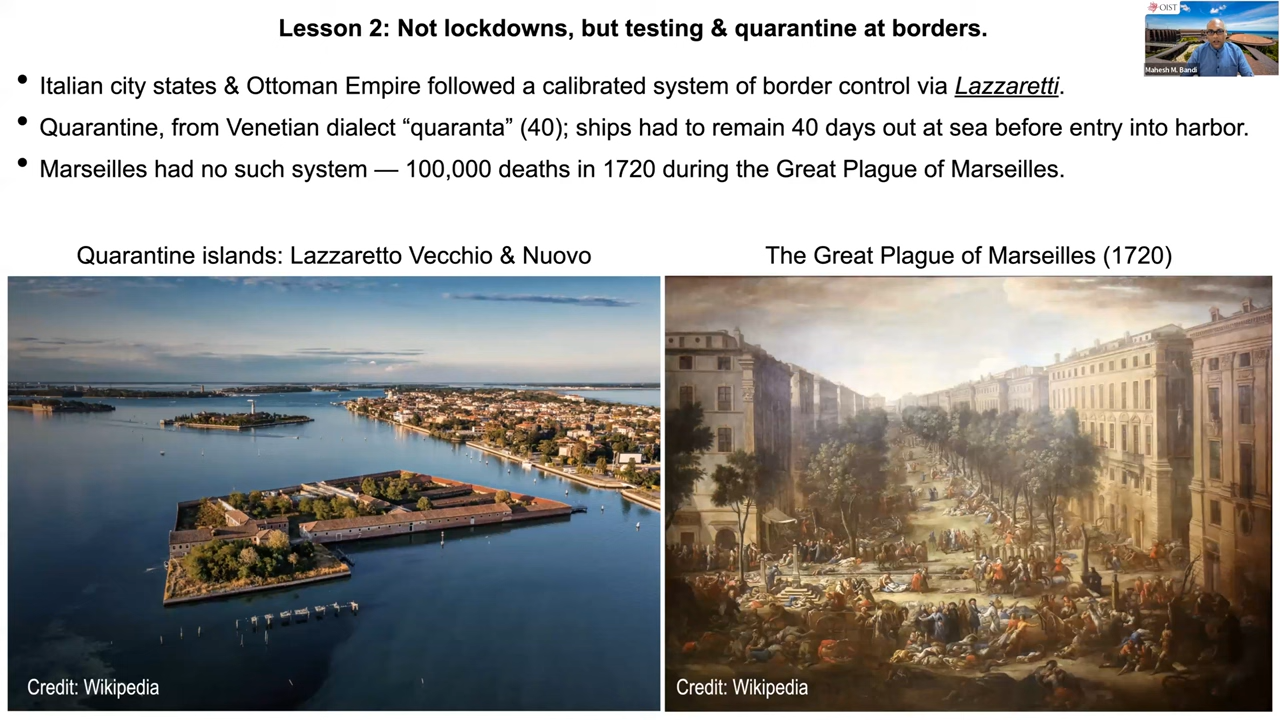 Lesson 2: Not lockdowns, but testing & quarantine at borders.
OIST
Mahesh M. Bandi
• Italian city states & Ottoman Empire followed a calibrated system of border control via Lazzaretti.
• Quarantine, from Venetian dialect “quaranta” (40); ships had to remain 40 days out at sea before entry into harbor.
• Marseilles had no such system — 100,000 deaths in 1720 during the Great Plague of Marseilles.
Quarantine islands: Lazzaretto Vecchio & Nuovo
The Great Plague of Marseilles (1720)
Credit: Wikipedia
Credit: Wikipedia